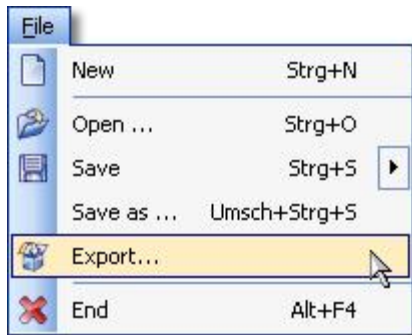 File
New Strg+N
Open ... Strg+O
Save Strg+S
Save as ... Umsch+Strg+S
Export...
End Alt+F4